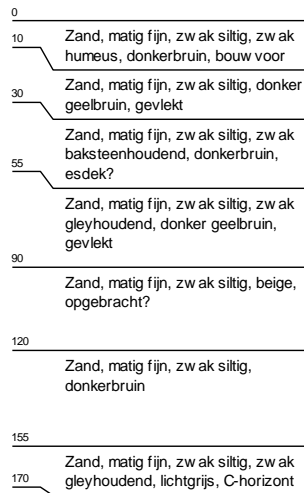 0
Zand, matig fijn, zwak siltig, zwak
humeus, donkerbruin, bouwvoor
10
Zand, matig fijn, zwak siltig, donker
geelbruin, gevlekt
30
Zand, matig fijn, zwak siltig, zwak
baksteenhoudend, donkerbruin,
esdek?
55
Zand, matig fijn, zwak siltig, zwak
gleyhoudend, donker geelbruin,
gevlekt
90
Zand, matig fijn, zwak siltig, beige,
opgebracht?
120
Zand, matig fijn, zwak siltig,
donkerbruin
155
Zand, matig fijn, zwak siltig, zwak
gleyhoudend, lichtgrijs, C-horizont
170